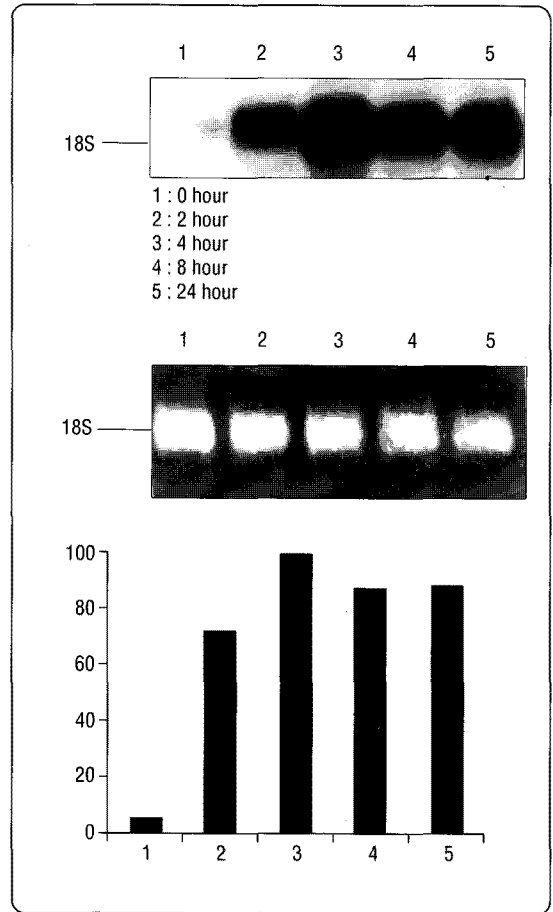 1 2 3 4 5
18S
1 : 0 hour
2 : 2 hour
3 : 4 hour
4 : 8 hour
5 : 24 hour
1 2 3 4 5
18S
100
80
60
40
20
0
1 2 3 4 5